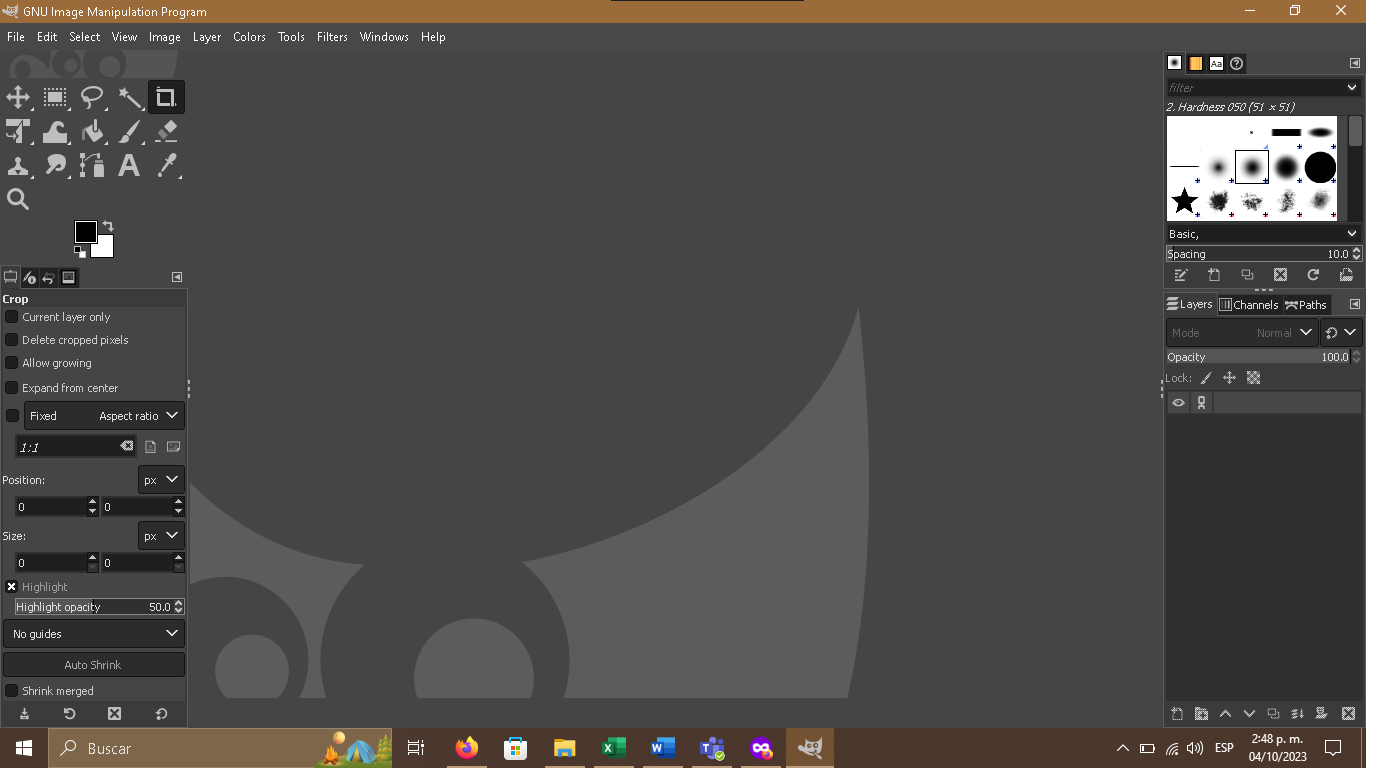 GNU Image Manipulation Program
File Edit Select View Image Layer Colors Tools Filters Windows Help
Aa
filter
2. Hardness 050 (51 × 51)
Basic,
Spacing 10.0
Crop
Current layer only
Delete cropped pixels
Allow growing
Expand from center
Fixed Aspect ratio
1:1
Position: px
0 0
Size: px
0 0
Highlight
Highlight opacity 50.0
No guides
Auto Shrink
Shrink merged
Layers Channels Paths
Mode Normal
Opacity 100.0
Lock:
Buscar
ESP
2:48 p. m.
04/10/2023